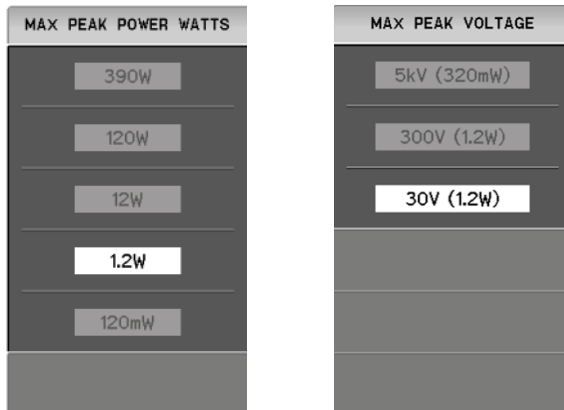 MAX PEAK POWER WATTS
390W
120W
12W
1.2W
120mW
MAX PEAK VOLTAGE
5kV (320mW)
300V (1.2W)
30V (1.2W)